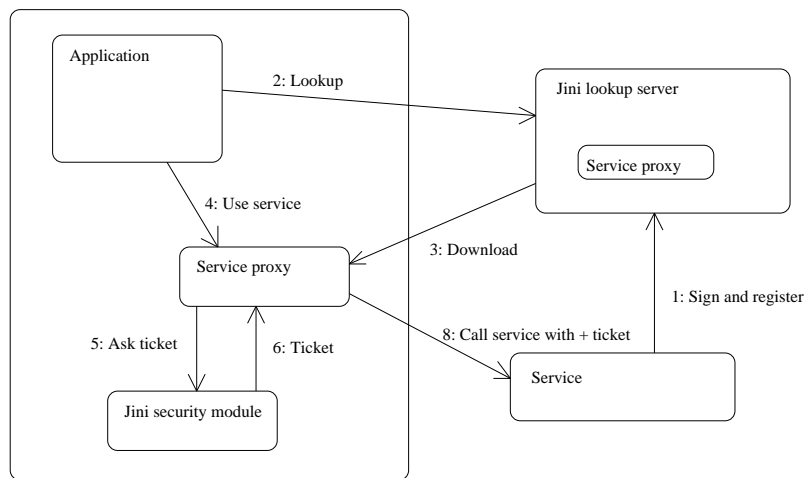 Application
2: Lookup
Jini lookup server
Service proxy
4: Use service
3: Download
Service proxy
1: Sign and register
5: Ask ticket
6: Ticket
8: Call service with + ticket
Service
Jini security module